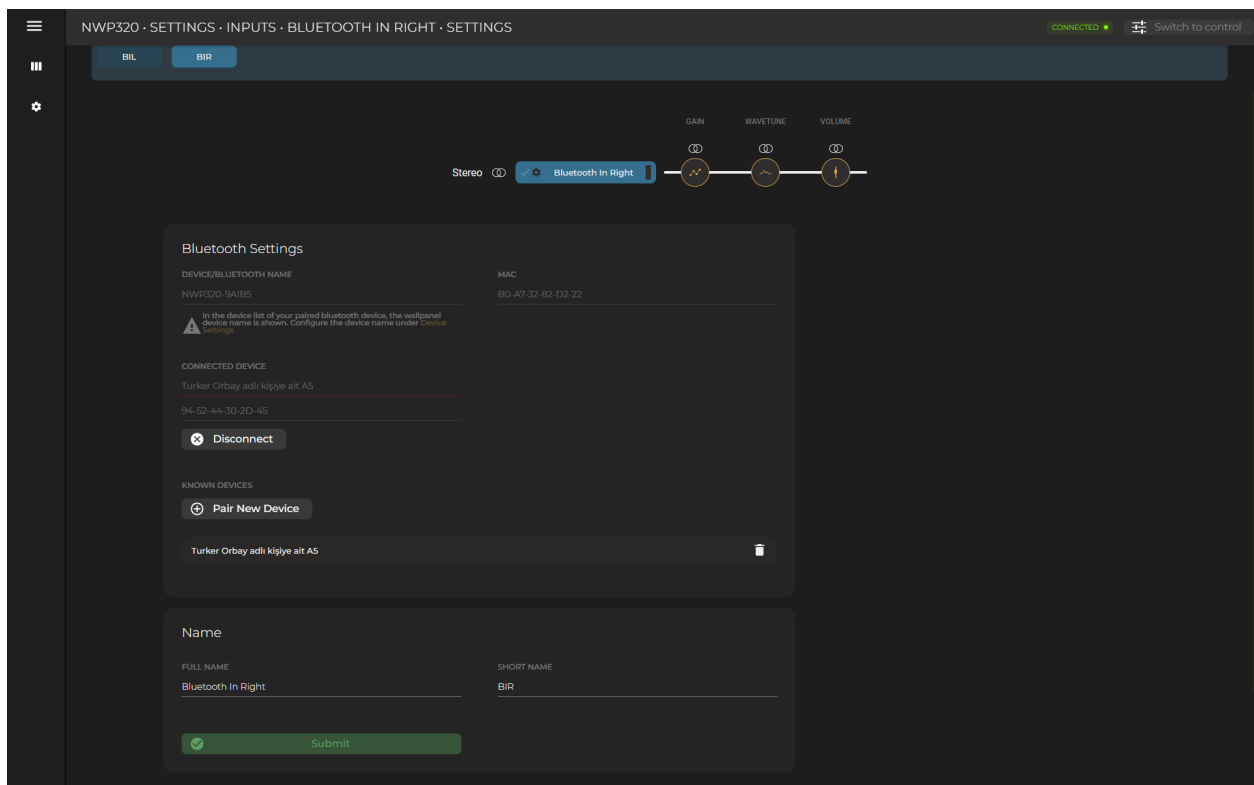 NWP320 • SETTINGS • INPUTS • BLUETOOTH IN RIGHT • SETTINGS
CONNECTED
Switch to control
BIL
BIR
GAIN
WAVETUNE
VOLUME
Stereo
Bluetooth In Right
Bluetooth Settings
DEVICE/BLUETOOTH NAME
MAC
NWP320-9A1B5
B0-A7-32-82-D2-22
In the device list of your paired bluetooth device, the wallpanel
device name is shown. Configure the device name under Device
Settings
CONNECTED DEVICE
Turker Orbay adlı kişiye ait A5
94-52-44-30-2D-45
Disconnect
KNOWN DEVICES
Pair New Device
Turker Orbay adlı kişiye ait A5
Name
FULL NAME
SHORT NAME
Bluetooth In Right
BIR
Submit